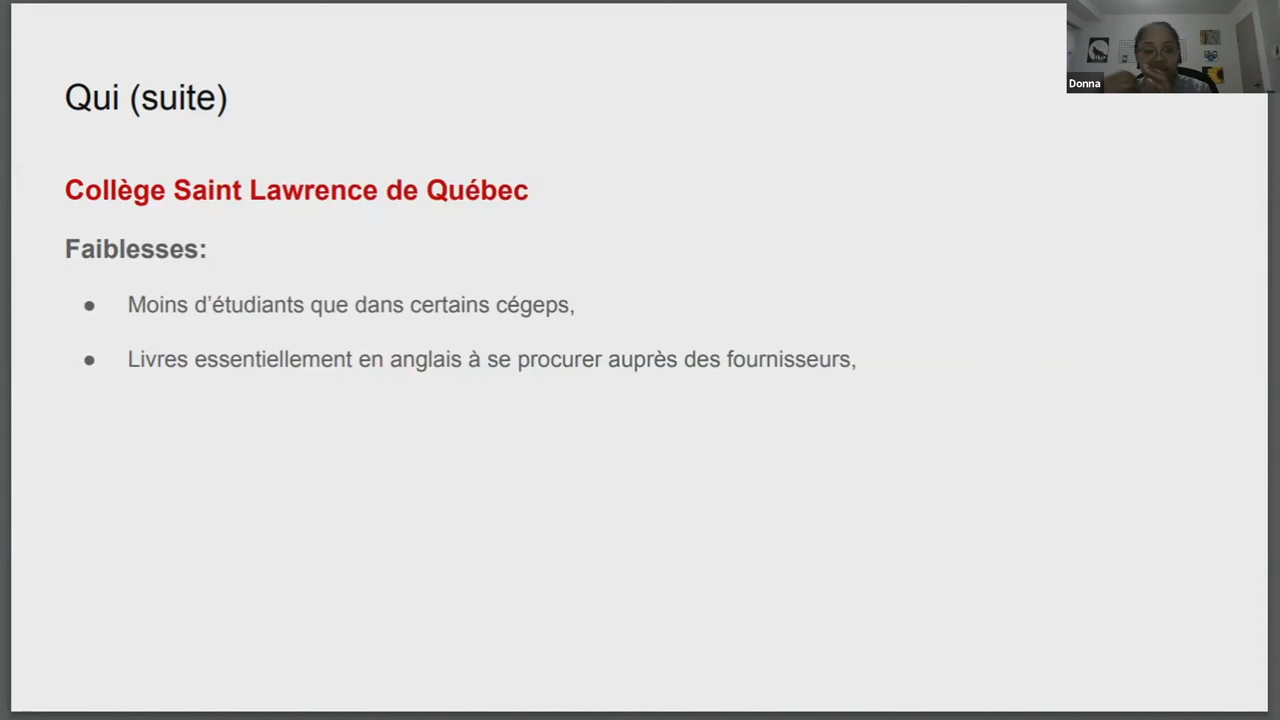 Qui (suite)
Donna
Collège Saint Lawrence de Québec
Faiblesses:
● Moins d’étudiants que dans certains cégeps,
● Livres essentiellement en anglais à se procurer auprès des fournisseurs,